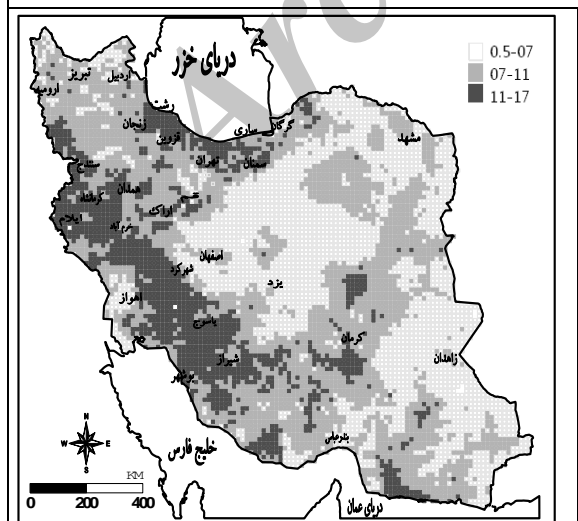 دریای خزر
0.5-07
07-11
11-17
تبریز
اردبیل
ارومیه
رشت
زنجان
قزوین
ساری
گرگان
مشهد
تهران
سمنان
سنندج
همدان
کرمانشاه
قم
اراک
ایلام
خرم آباد
اصفهان
شهرکرد
یزد
اهواز
یاسوج
کرمان
زاهدان
شیراز
بوشهر
بندرعباس
خلیج فارس
دریای عمان
N
W E
S
KM
0 200 400